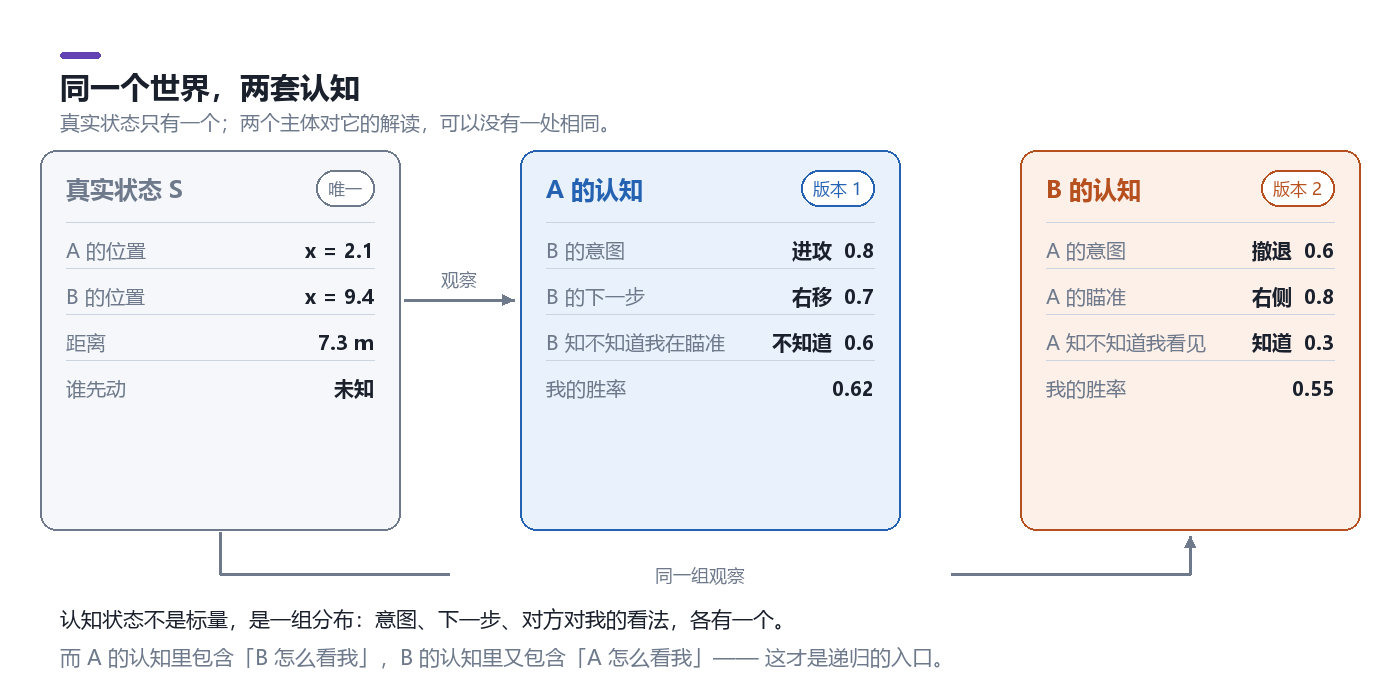 同一个世界，两套认知
真实状态只有一个；两个主体对它的解读，可以没有一处相同。
真实状态 S 唯一
A 的位置 x = 2.1
B 的位置 x = 9.4
距离 7.3 m
谁先动 未知
观察
A 的认知 版本 1
B 的意图 进攻 0.8
B 的下一步 右移 0.7
B 知不知道我在瞄准 不知道 0.6
我的胜率 0.62
B 的认知 版本 2
A 的意图 撤退 0.6
A 的瞄准 右侧 0.8
A 知不知道我看见 知道 0.3
我的胜率 0.55
同一组观察
认知状态不是标量，是一组分布：意图、下一步、对方对我的看法，各有一个。
而 A 的认知里包含「B 怎么看我」，B 的认知里又包含「A 怎么看我」—— 这才是递归的入口。